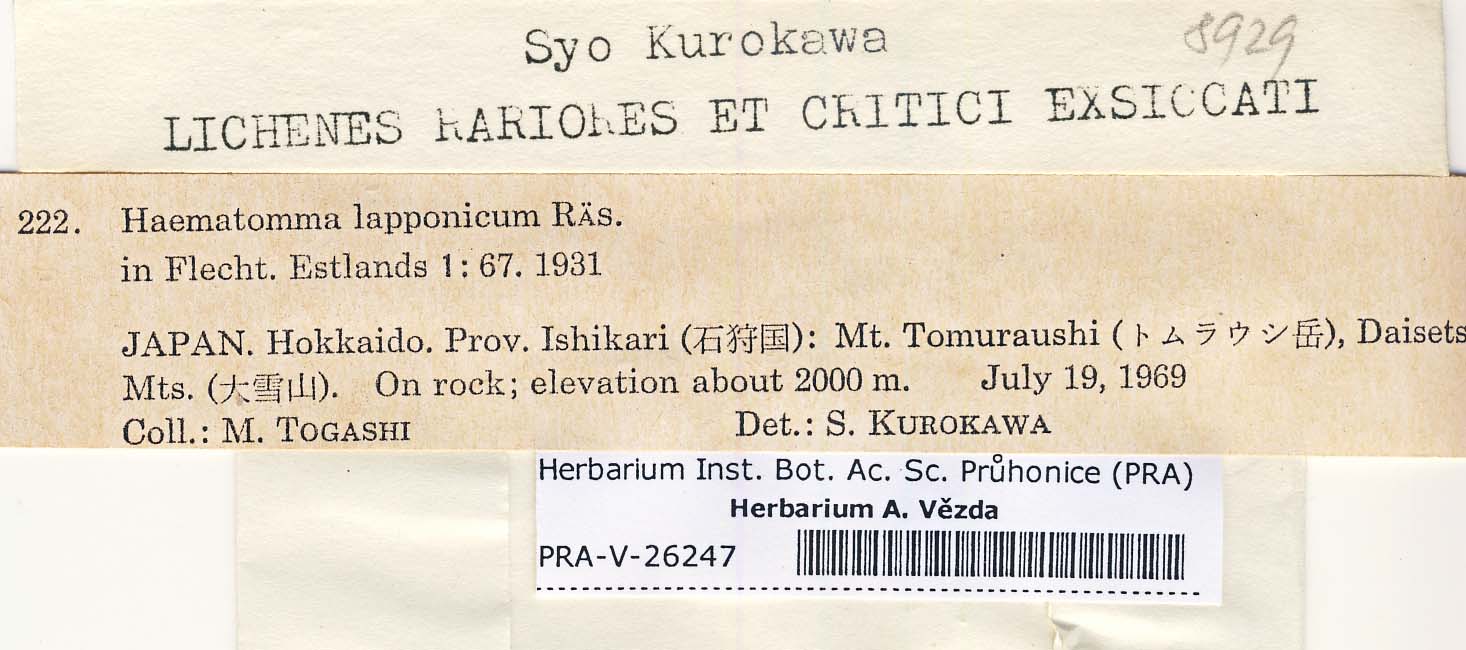 Syo Kurokawa
8929
LICHENES RARIORES ET CRITICI EXSICCATI
222. Haematomma lapponicum RÄS.
in Flecht. Estlands 1: 67. 1931
JAPAN. Hokkaido. Prov. Ishikari (石狩国): Mt. Tomuraushi (トムラウシ岳), Daisets
Mts. (大雪山). On rock; elevation about 2000 m. July 19, 1969
Coll.: M. TOGASHI Det.: S. KUROKAWA
Herbarium Inst. Bot. Ac. Sc. Průhonice (PRA)
Herbarium A. Vězda
PRA-V-26247